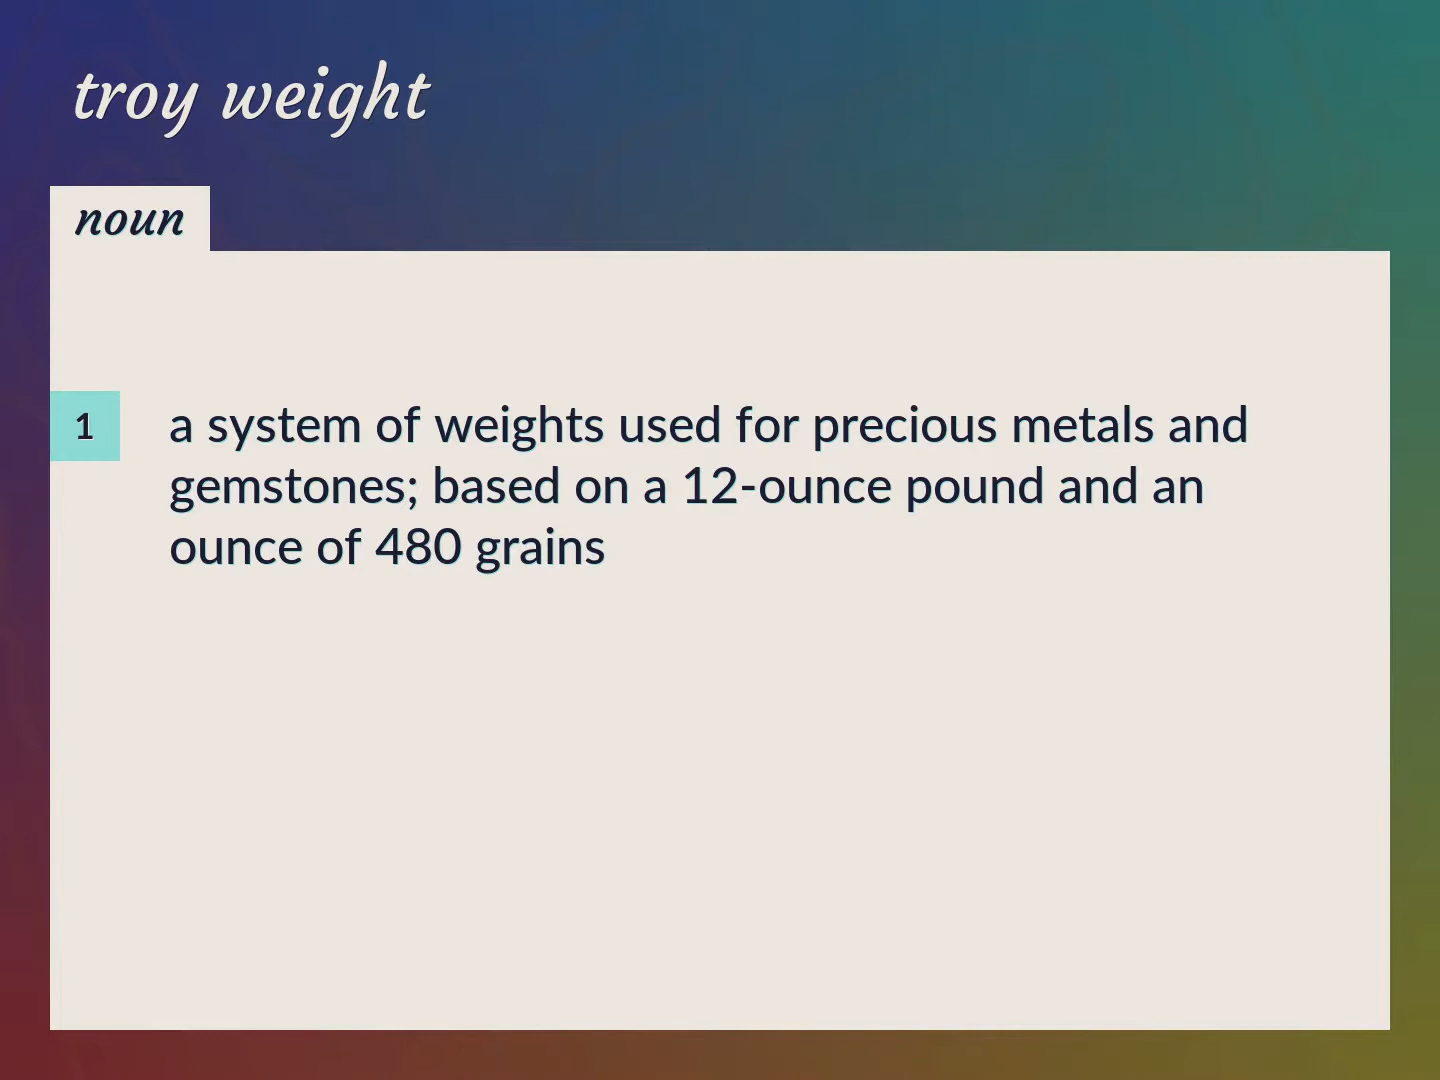 troy weight
noun
1
a system of weights used for precious metals and
gemstones; based on a 12-ounce pound and an
ounce of 480 grains